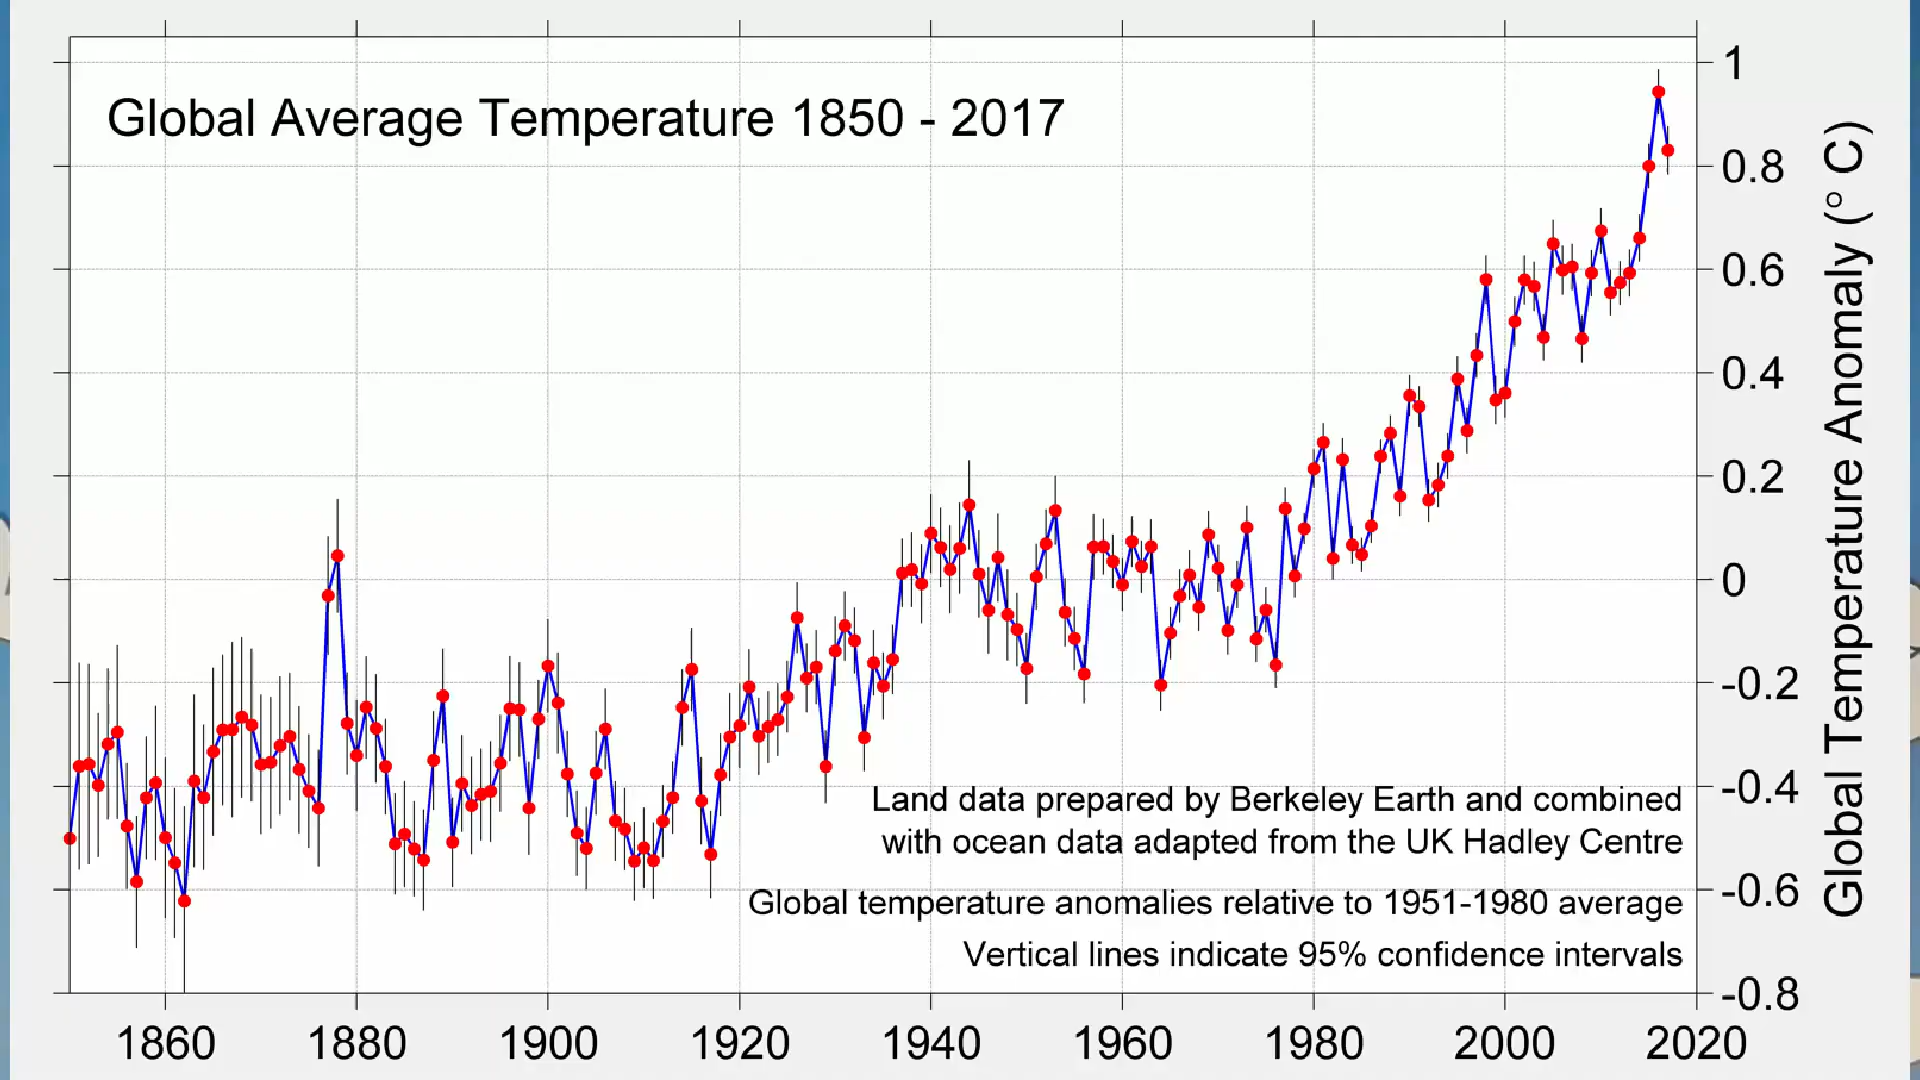 Global Average Temperature 1850 - 2017
1
0.8
0.6
0.4
0.2
0
-0.2
-0.4
-0.6
-0.8
Global Temperature Anomaly (° C)
Land data prepared by Berkeley Earth and combined
with ocean data adapted from the UK Hadley Centre
Global temperature anomalies relative to 1951-1980 average
Vertical lines indicate 95% confidence intervals
1860 1880 1900 1920 1940 1960 1980 2000 2020